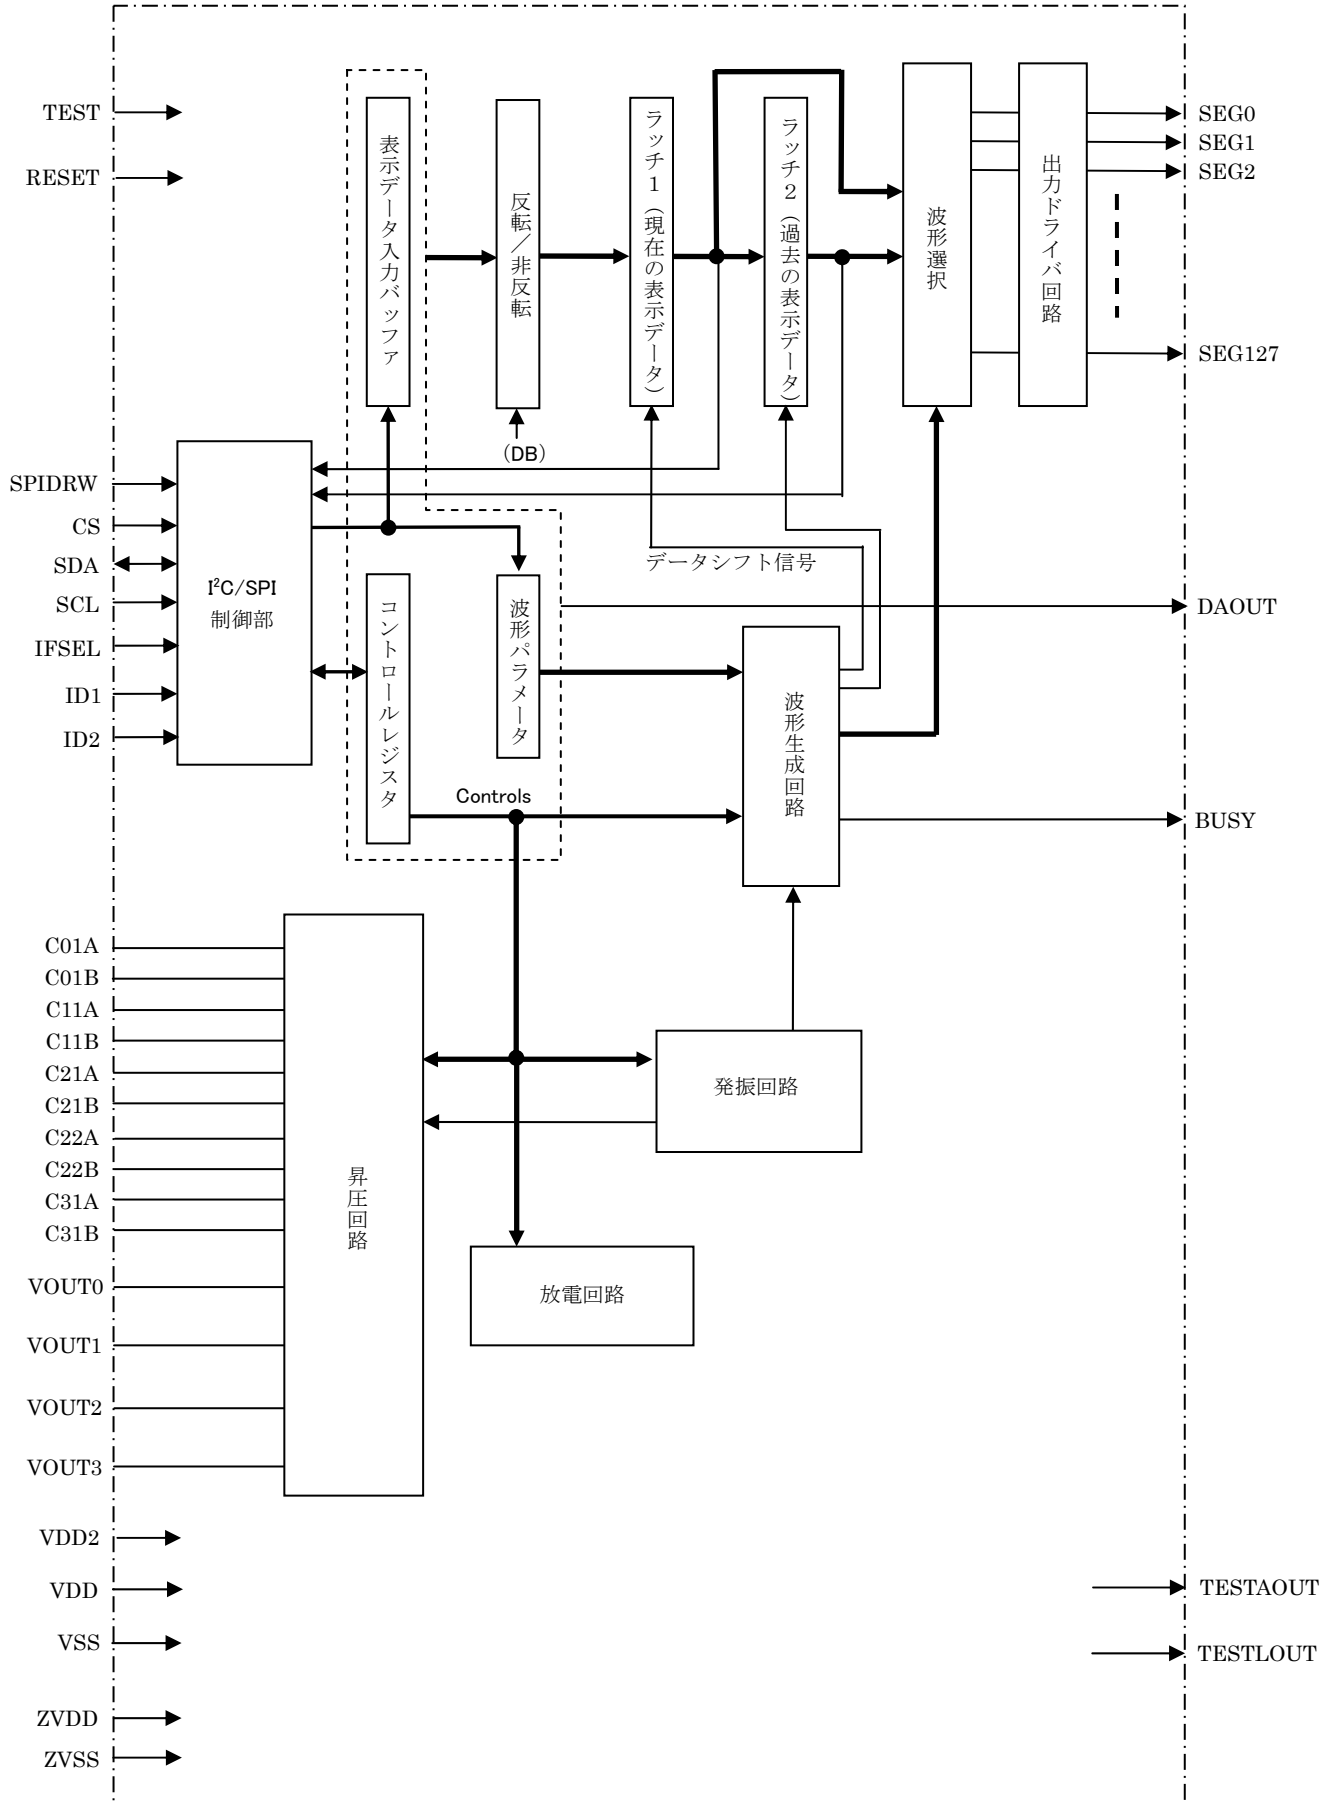 TEST
RESET
表示データ入力バッファ
反転／非反転
ラッチ１（現在の表示データ）
ラッチ２（過去の表示データ）
波形選択
出力ドライバ回路
SEG0
SEG1
SEG2
SEG127
(DB)
SPIDRW
CS
SDA
SCL
IFSEL
ID1
ID2
I²C/SPI
制御部
コントロールレジスタ
波形パラメータ
データシフト信号
波形生成回路
DAOUT
Controls
BUSY
C01A
C01B
C11A
C11B
C21A
C21B
C22A
C22B
C31A
C31B
VOUT0
VOUT1
VOUT2
VOUT3
昇圧回路
発振回路
放電回路
VDD2
VDD
VSS
ZVDD
ZVSS
TESTAOUT
TESTLOUT